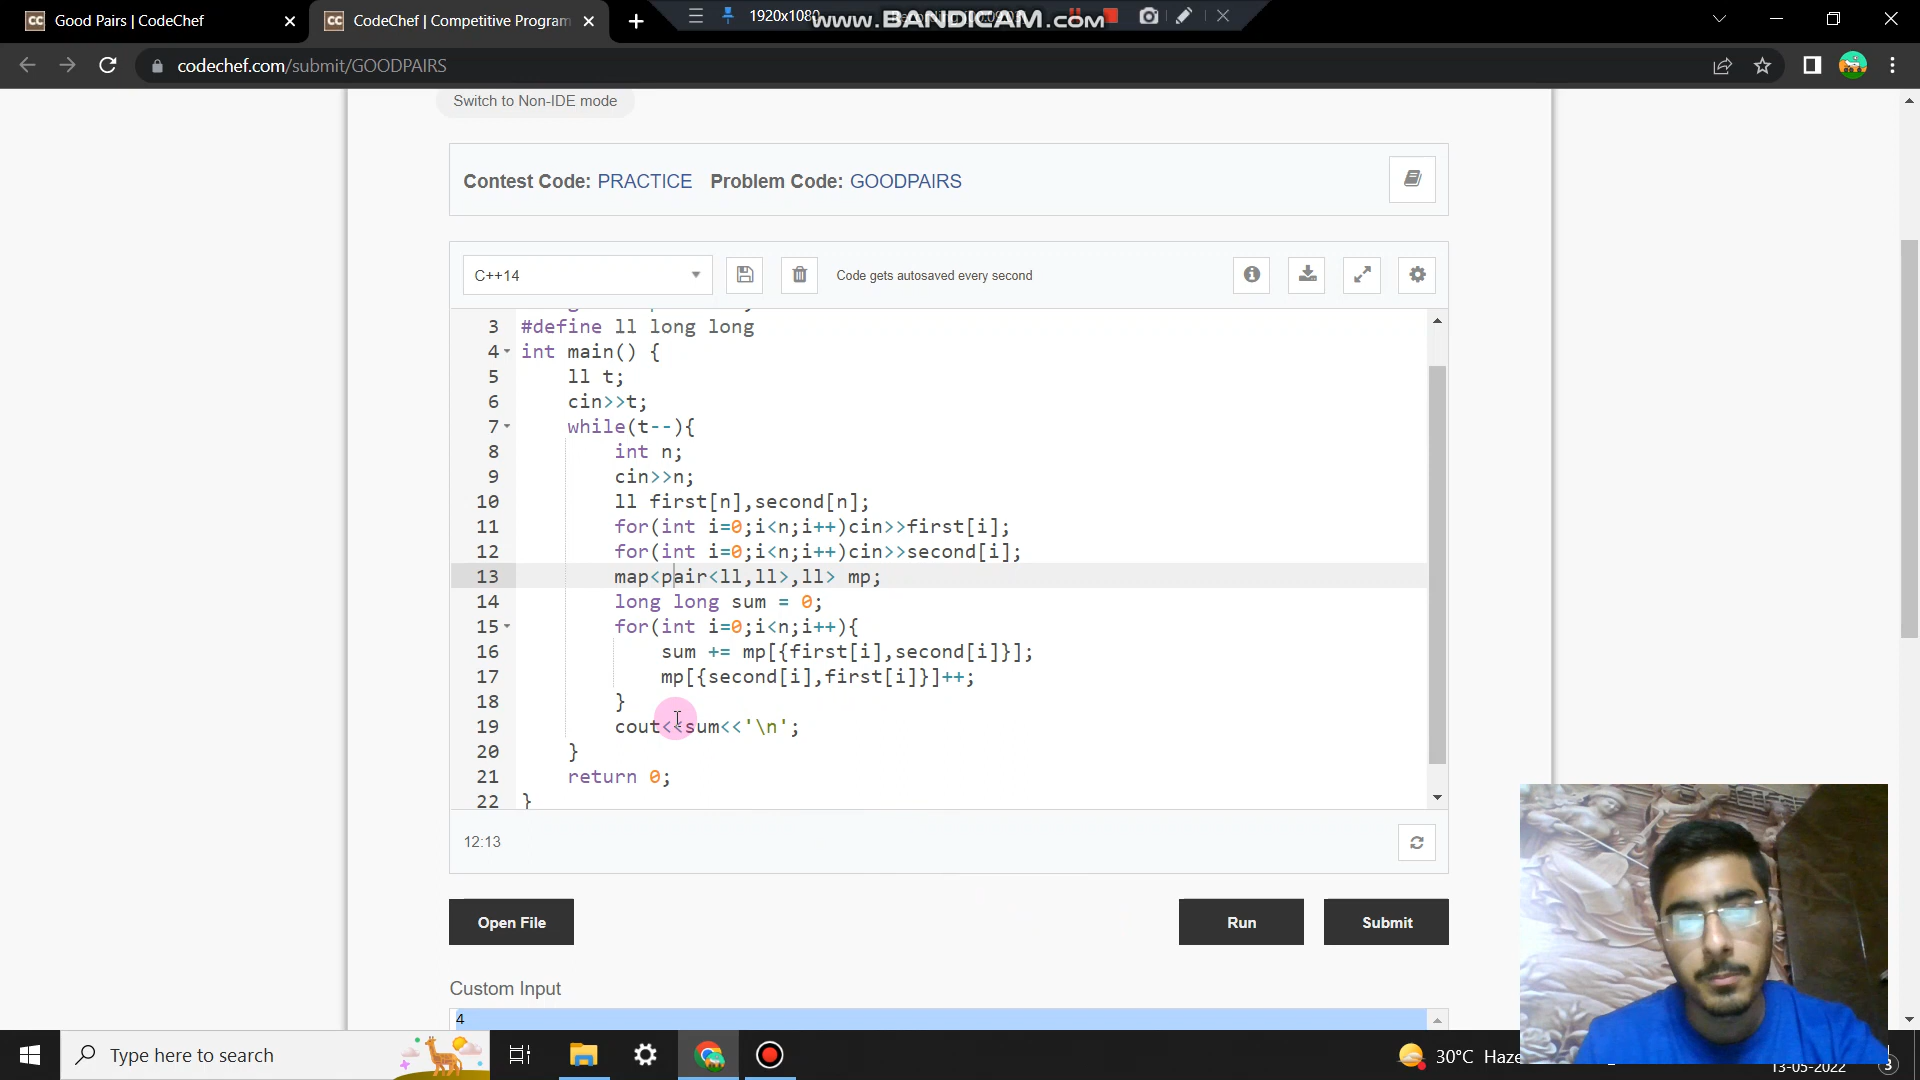 Good Pairs | CodeChef
CodeChef | Competitive Program
1920x1080
www.BANDICAM.com
codechef.com/submit/GOODPAIRS
Switch to Non-IDE mode
Contest Code: PRACTICE Problem Code: GOODPAIRS
C++14
Code gets autosaved every second
3 #define ll long long
4 int main() {
5 ll t;
6 cin>>t;
7 while(t--){
8 int n;
9 cin>>n;
10 ll first[n],second[n];
11 for(int i=0;i<n;i++)cin>>first[i];
12 for(int i=0;i<n;i++)cin>>second[i];
13 map<pair<ll,ll>,ll> mp;
14 long long sum = 0;
15 for(int i=0;i<n;i++){
16 sum += mp[{first[i],second[i]}];
17 mp[{second[i],first[i]}]++;
18 }
19 cout<<sum<<'\n';
20 }
21 return 0;
22 }
12:13
Open File
Run
Submit
Custom Input
4
Type here to search
30°C Haze
13-05-2022
3